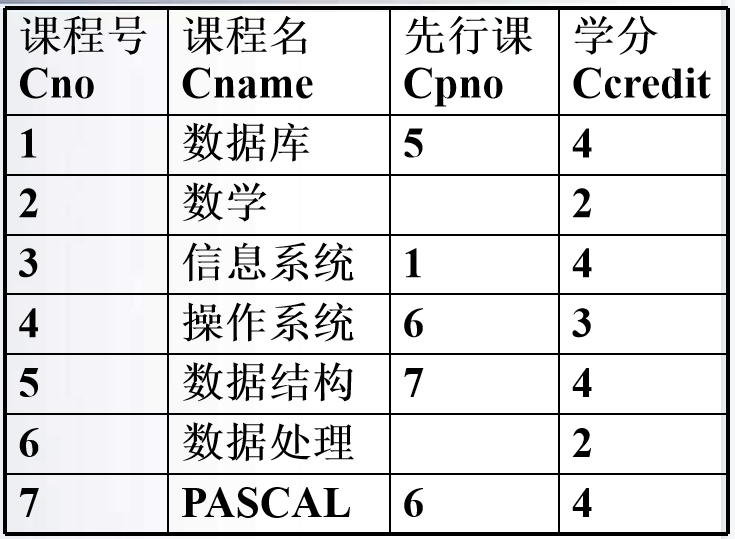 课程号 课程名 先行课 学分
Cno Cname Cpno Ccredit
1 数据库 5 4
2 数学 2
3 信息系统 1 4
4 操作系统 6 3
5 数据结构 7 4
6 数据处理 2
7 PASCAL 6 4